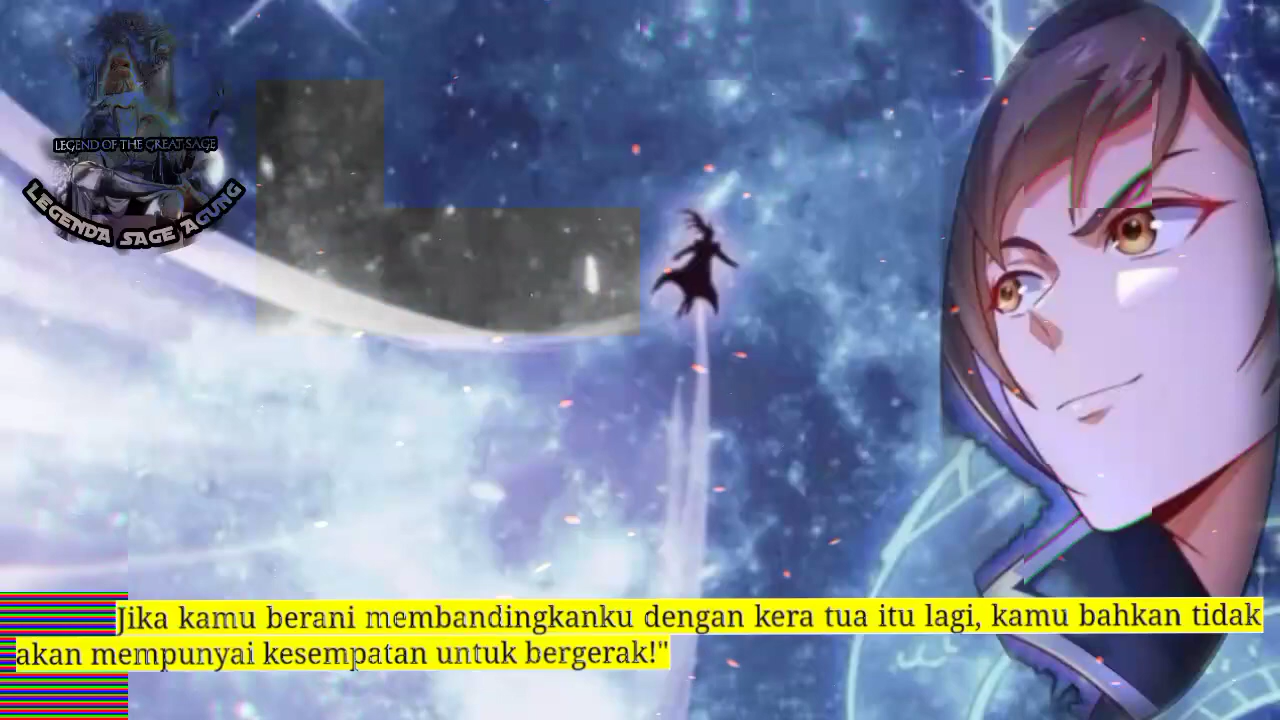 LEGEND OF THE GREAT SAGE
LEGENDA SAGE AGUNG
Jika kamu berani membandingkanku dengan kera tua itu lagi, kamu bahkan tidak
akan mempunyai kesempatan untuk bergerak!"